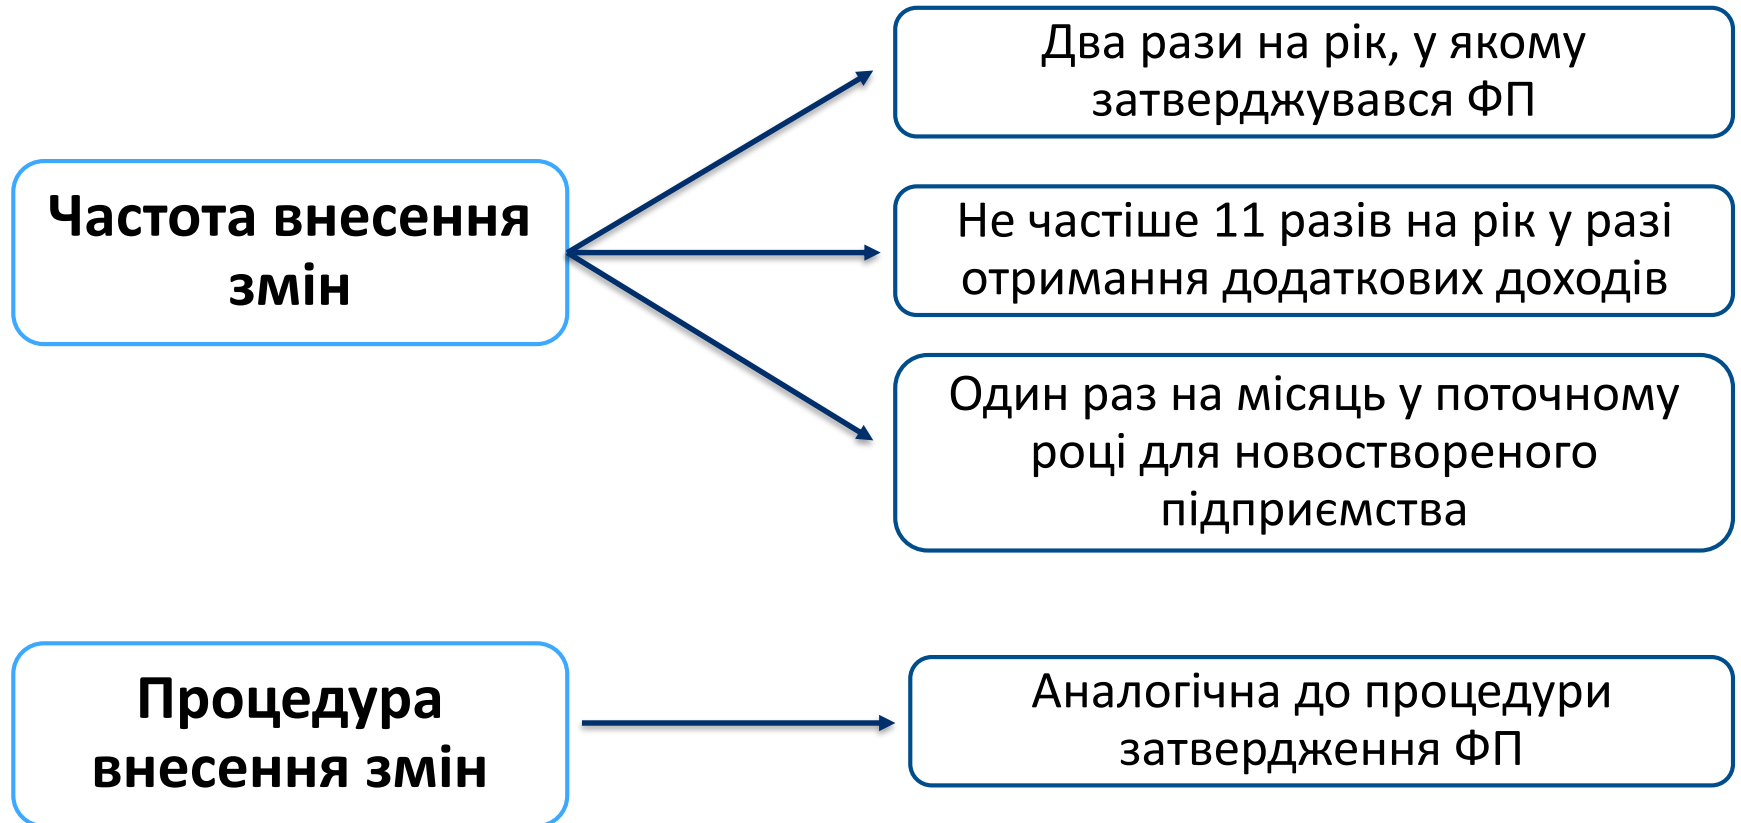 Частота внесення
змін
Два рази на рік, у якому
затверджувався ФП
Не частіше 11 разів на рік у разі
отримання додаткових доходів
Один раз на місяць у поточному
році для новоствореного
підприємства
Процедура
внесення змін
Аналогічна до процедури
затвердження ФП